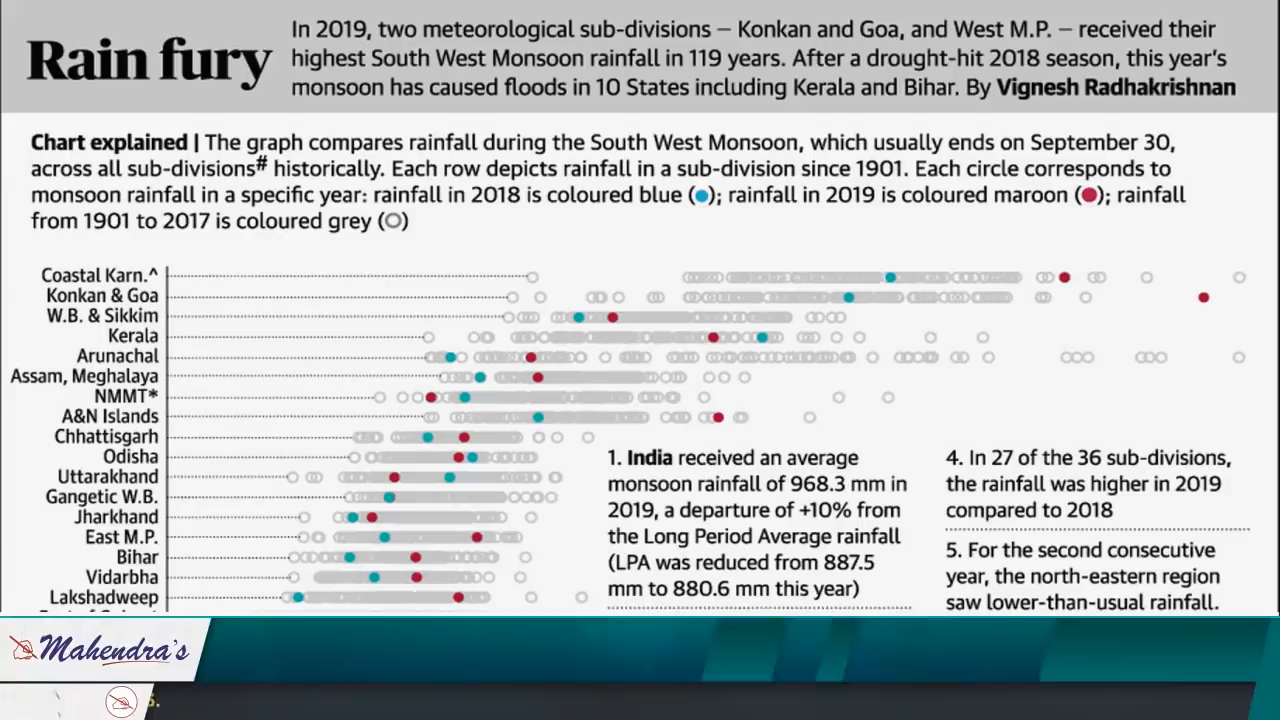 Rain fury
In 2019, two meteorological sub-divisions – Konkan and Goa, and West M.P. – received their
highest South West Monsoon rainfall in 119 years. After a drought-hit 2018 season, this year's
monsoon has caused floods in 10 States including Kerala and Bihar. By Vignesh Radhakrishnan
Chart explained | The graph compares rainfall during the South West Monsoon, which usually ends on September 30,
across all sub-divisions# historically. Each row depicts rainfall in a sub-division since 1901. Each circle corresponds to
monsoon rainfall in a specific year: rainfall in 2018 is coloured blue (●); rainfall in 2019 is coloured maroon (●); rainfall
from 1901 to 2017 is coloured grey (○)
Coastal Karn.^
Konkan & Goa
W.B. & Sikkim
Kerala
Arunachal
Assam, Meghalaya
NMMT*
A&N Islands
Chhattisgarh
Odisha
Uttarakhand
Gangetic W.B.
Jharkhand
East M.P.
Bihar
Vidarbha
Lakshadweep
1. India received an average
monsoon rainfall of 968.3 mm in
2019, a departure of +10% from
the Long Period Average rainfall
(LPA was reduced from 887.5
mm to 880.6 mm this year)
4. In 27 of the 36 sub-divisions,
the rainfall was higher in 2019
compared to 2018
5. For the second consecutive
year, the north-eastern region
saw lower-than-usual rainfall.
Mahendra's